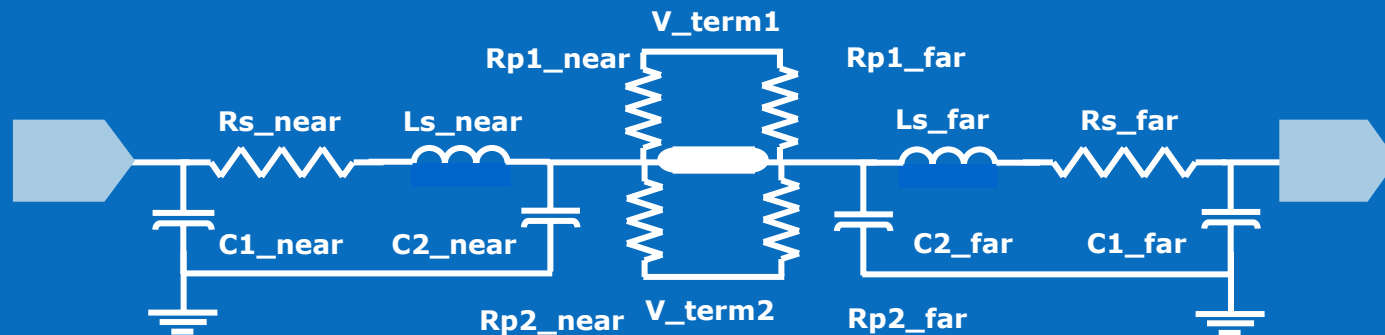 V_term1
Rp1_near
Rp1_far
Rs_near
Ls_near
Ls_far
Rs_far
C1_near
C2_near
C2_far
C1_far
V_term2
Rp2_near
Rp2_far